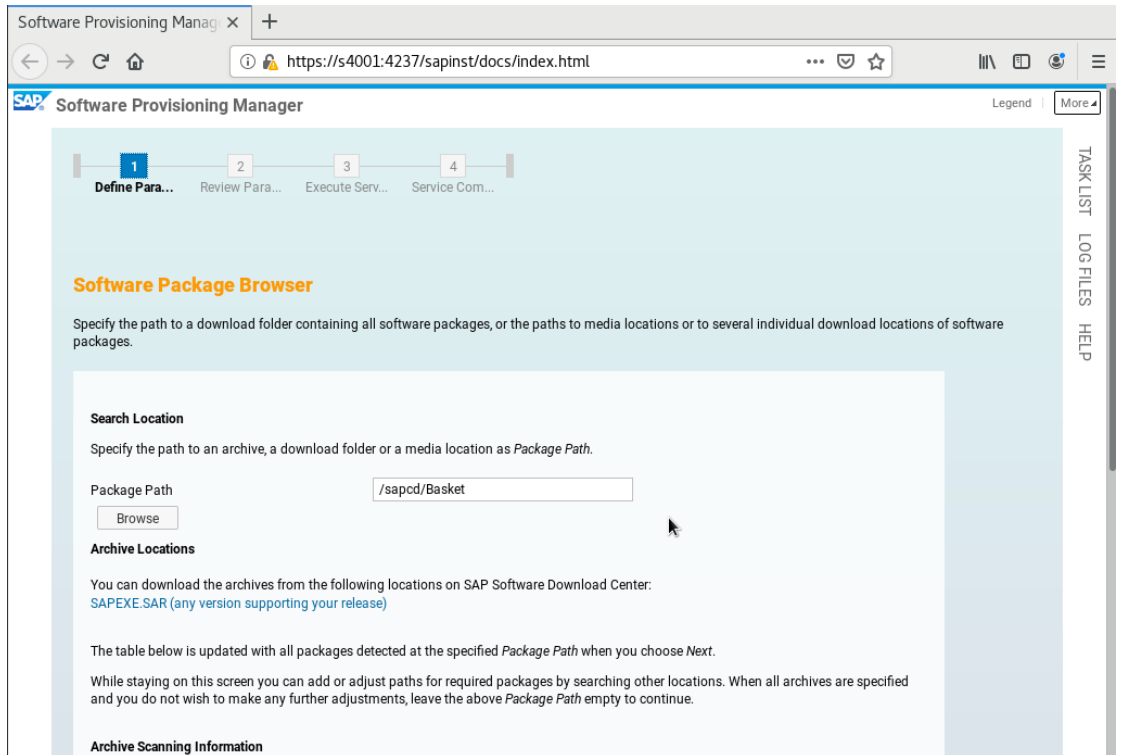 Software Provisioning Manag
https://s4001:4237/sapinst/docs/index.html
SAP
Software Provisioning Manager
Legend
More
1 2 3 4
Define Para... Review Para... Execute Serv... Service Com...
TASK LIST
LOG FILES
HELP
Software Package Browser
Specify the path to a download folder containing all software packages, or the paths to media locations or to several individual download locations of software
packages.
Search Location
Specify the path to an archive, a download folder or a media location as Package Path.
Package Path
/sapcd/Basket
Browse
Archive Locations
You can download the archives from the following locations on SAP Software Download Center:
SAPEXE.SAR (any version supporting your release)
The table below is updated with all packages detected at the specified Package Path when you choose Next.
While staying on this screen you can add or adjust paths for required packages by searching other locations. When all archives are specified
and you do not wish to make any further adjustments, leave the above Package Path empty to continue.
Archive Scanning Information